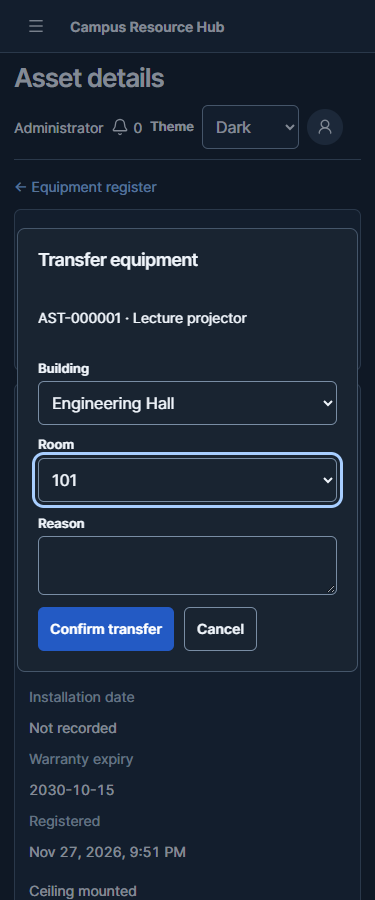 Campus Resource Hub
Asset details
Administrator 0 Theme Dark
← Equipment register
Transfer equipment
AST-000001 · Lecture projector
Building
Engineering Hall
Room
101
Reason
Confirm transfer Cancel
Installation date
Not recorded
Warranty expiry
2030-10-15
Registered
Nov 27, 2026, 9:51 PM
Ceiling mounted